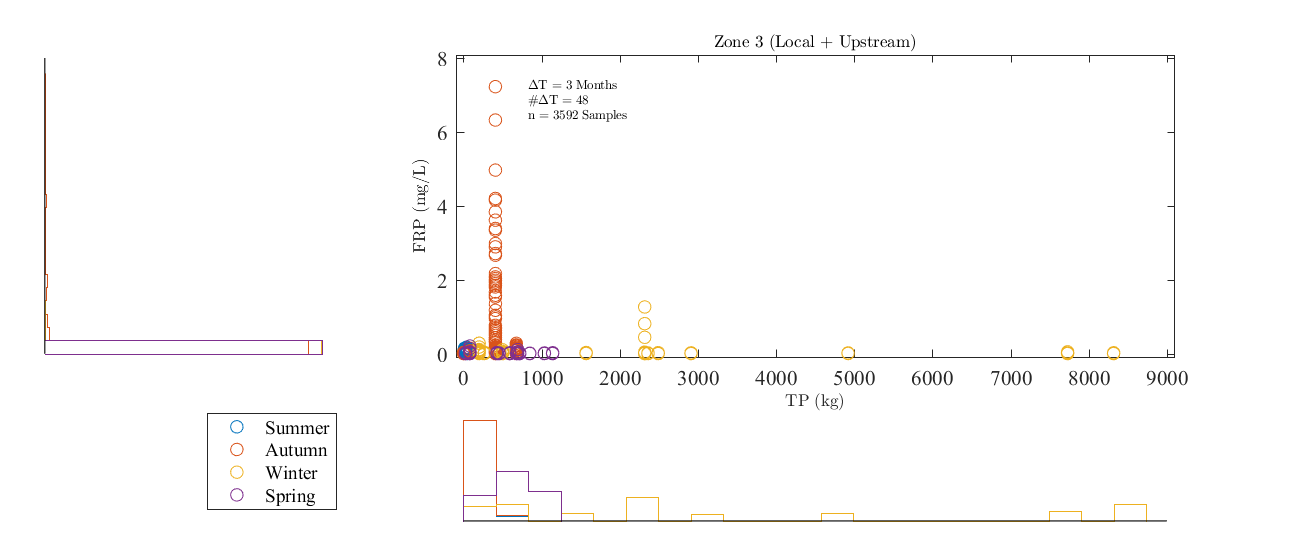 Zone 3 (Local + Upstream)
ΔT = 3 Months
#ΔT = 48
n = 3592 Samples
FRP (mg/L)
8
6
4
2
0
0 1000 2000 3000 4000 5000 6000 7000 8000 9000
TP (kg)
Summer
Autumn
Winter
Spring